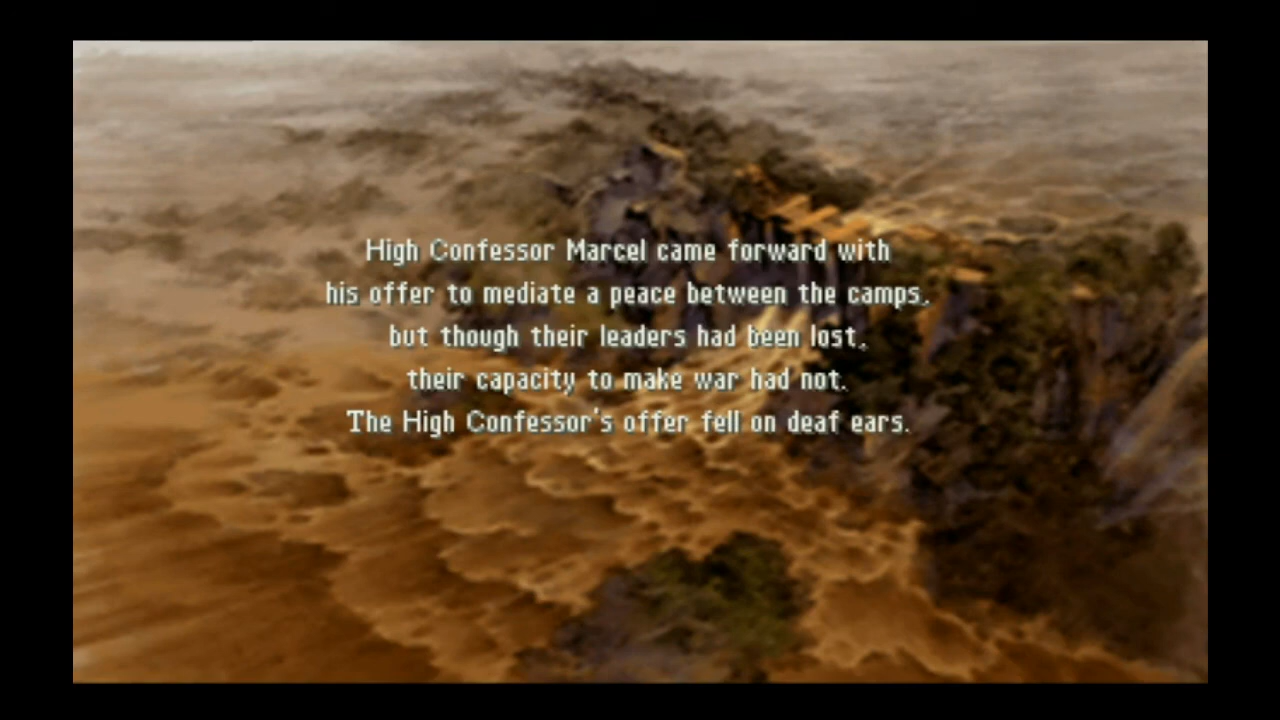 High Confessor Marcel came forward with
his offer to mediate a peace between the camps,
but though their leaders had been lost,
their capacity to make war had not.
The High Confessor's offer fell on deaf ears.